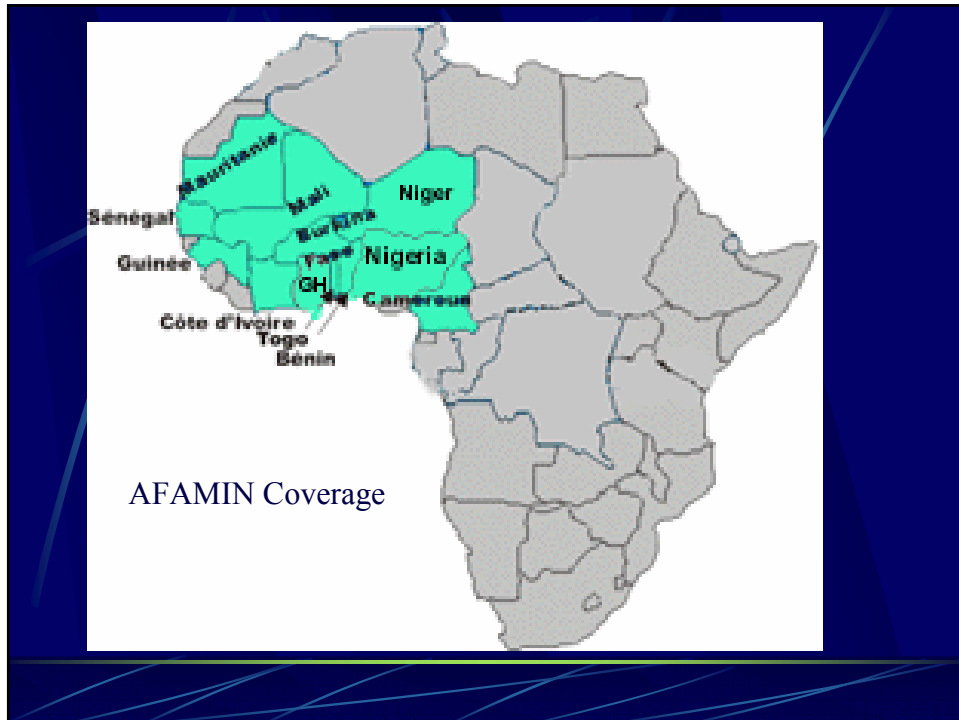 Mauritanie
Mali
Niger
Sénégal
Burkina
Faso
Nigeria
Guinée
GH
Cameroun
Côte d'Ivoire
Togo
Bénin
AFAMIN Coverage